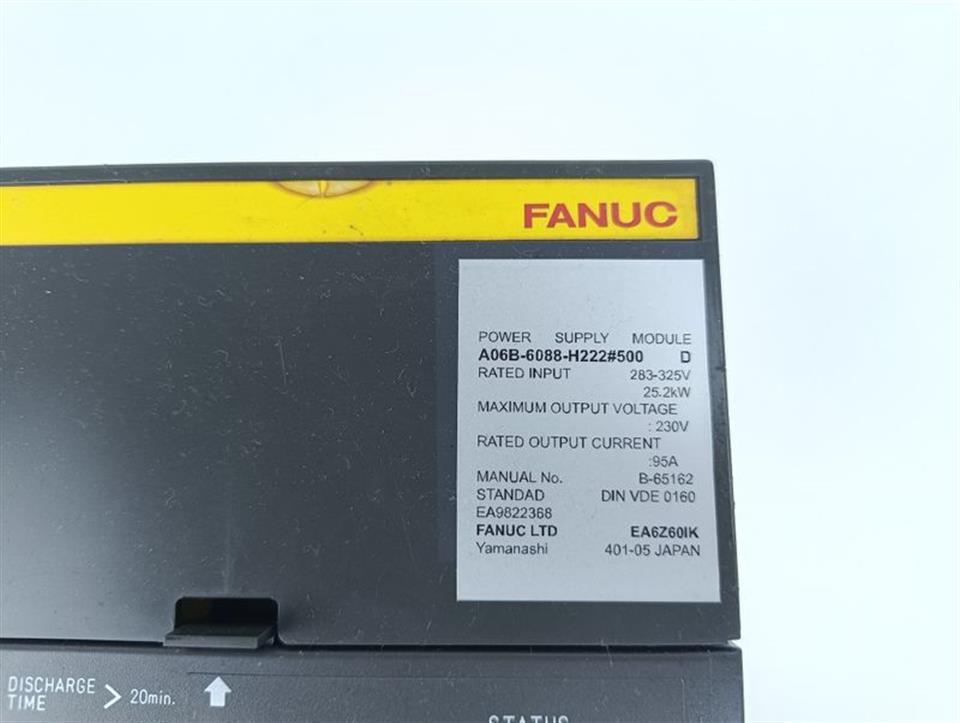 FANUC
POWER SUPPLY MODULE
A06B-6088-H222#500 D
RATED INPUT 283-325V
25.2kW
MAXIMUM OUTPUT VOLTAGE
: 230V
RATED OUTPUT CURRENT
:95A
MANUAL No. B-65162
STANDAD DIN VDE 0160
EA9822368
FANUC LTD EA6Z60IK
Yamanashi 401-05 JAPAN
DISCHARGE
TIME > 20min.
STATUS